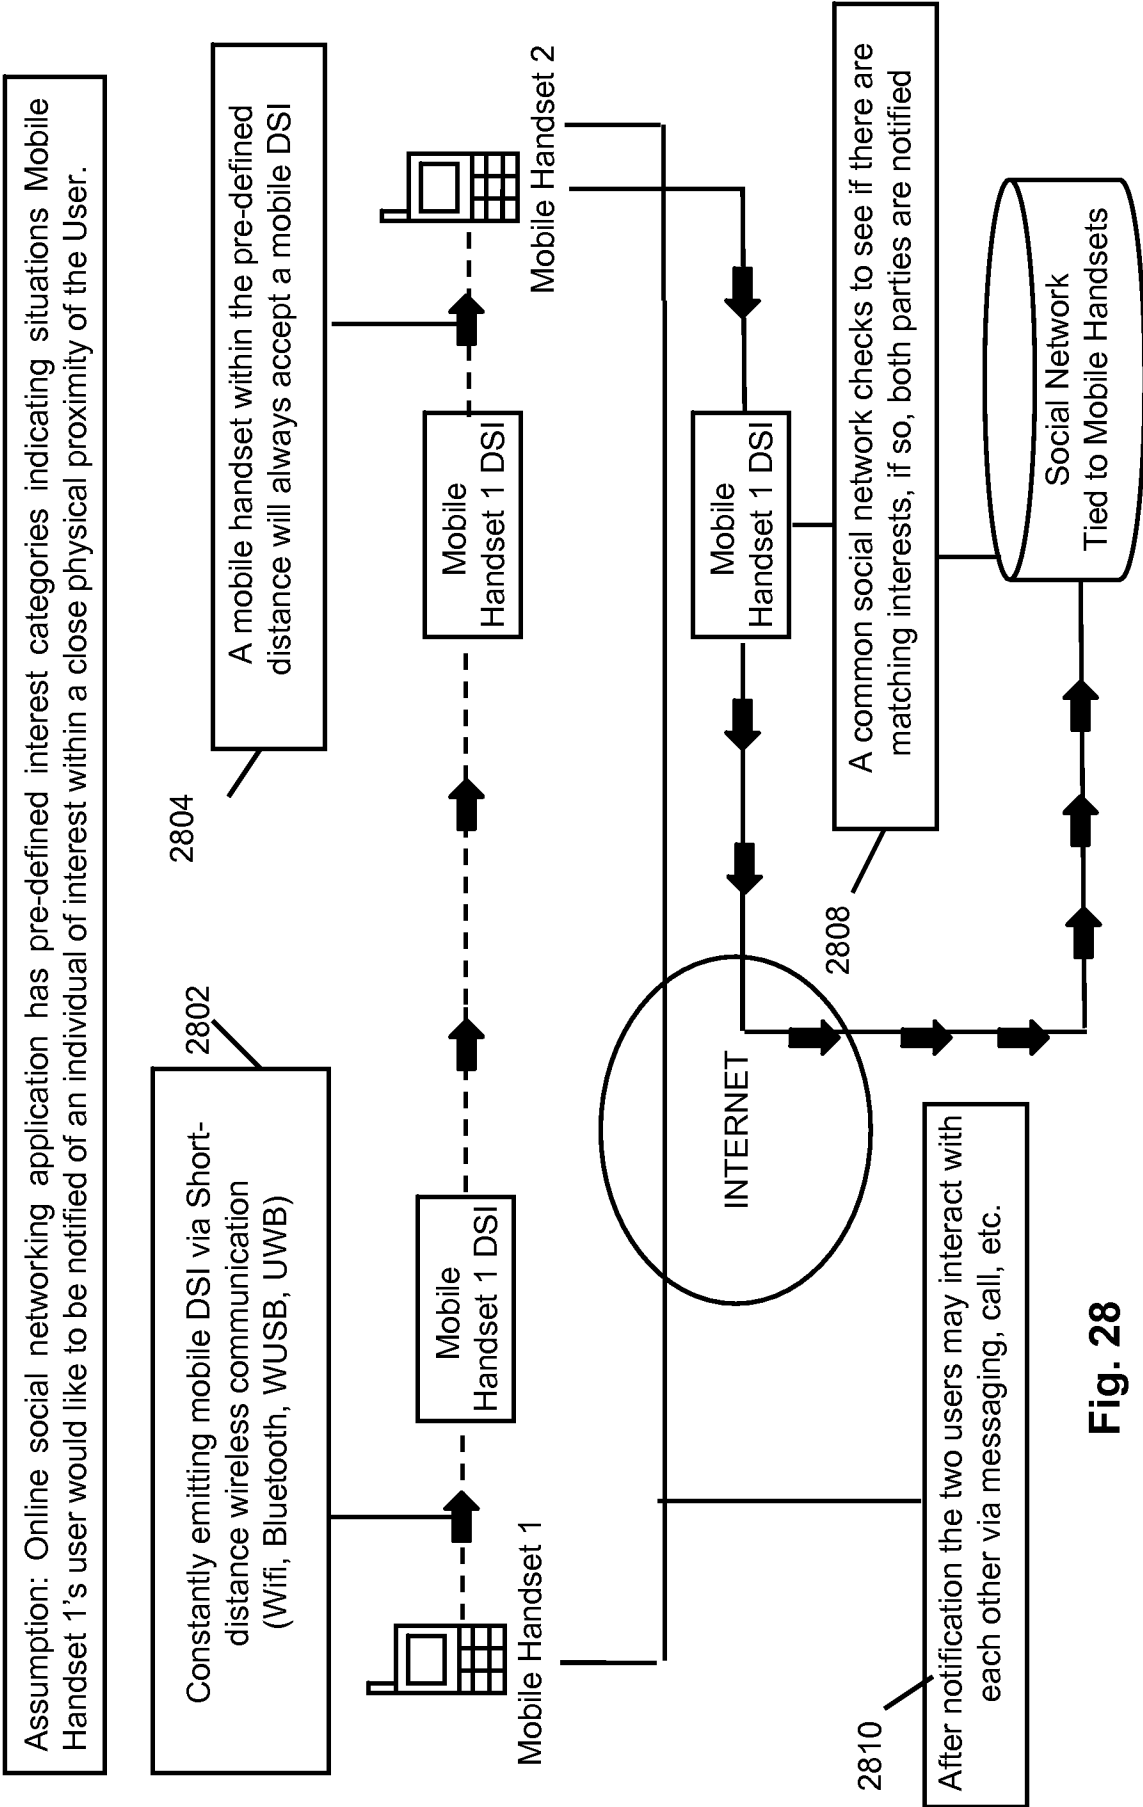 Assumption: Online social networking application has pre-defined interest categories indicating situations Mobile
Handset 1's user would like to be notified of an individual of interest within a close physical proximity of the User.
2802
Constantly emitting mobile DSI via Short-
distance wireless communication
(Wifi, Bluetooth, WUSB, UWB)
2804
A mobile handset within the pre-defined
distance will always accept a mobile DSI
Mobile Handset 1
Mobile
Handset 1 DSI
Mobile
Handset 1 DSI
Mobile Handset 2
INTERNET
Mobile
Handset 1 DSI
2808
A common social network checks to see if there are
matching interests, if so, both parties are notified
2810
After notification the two users may interact with
each other via messaging, call, etc.
Social Network
Tied to Mobile Handsets
Fig. 28